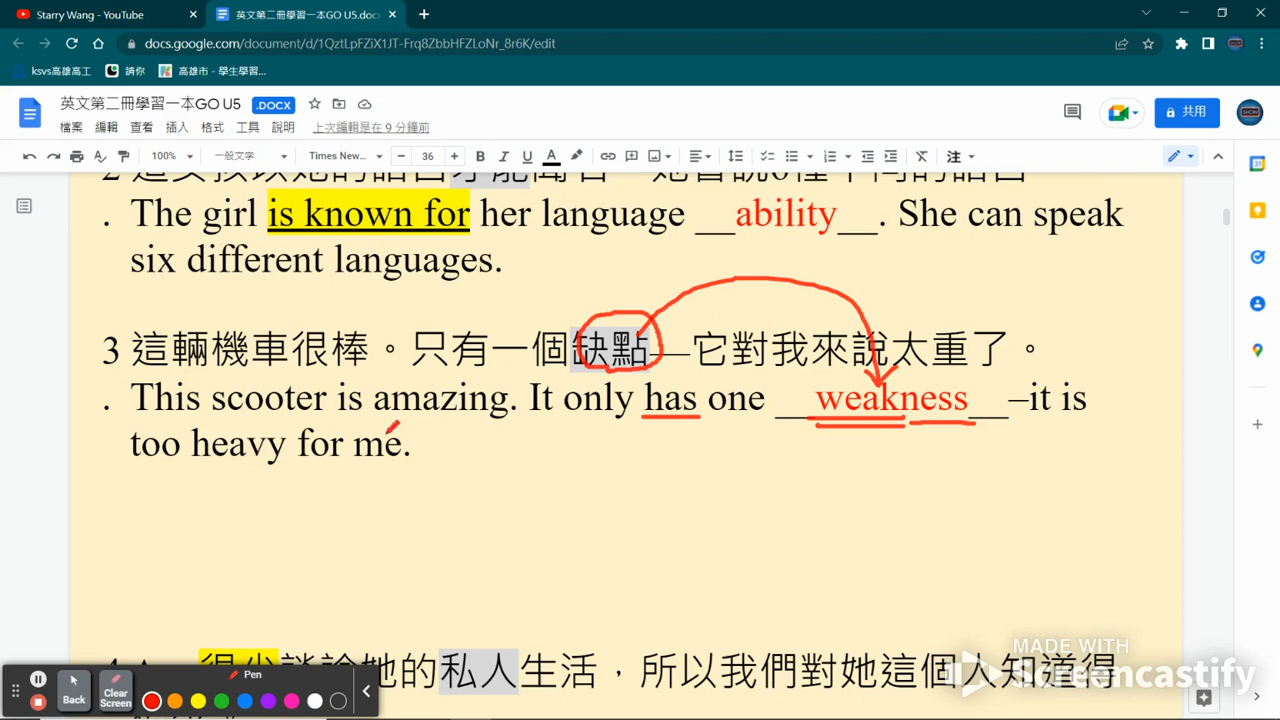 Starry Wang - YouTube
英文第二冊學習一本GO U5.docx
docs.google.com/document/d/1QztLpFZiX1JT-Frq8ZbbHFZLoNr_8r6K/edit
ksvs高雄高工
請你
高雄市 - 學生學習...
英文第二冊學習一本GO U5 .DOCX
檔案 編輯 查看 插入 格式 工具 說明 上次編輯是在 9 分鐘前
共用
100% 一般文字 Times New... 36 B I U A 注
. The girl is known for her language __ability__. She can speak
six different languages.
3 這輛機車很棒。只有一個缺點—它對我來說太重了。
. This scooter is amazing. It only has one __weakness__–it is
too heavy for me.
很少談論她的私人生活，所以我們對她這個人知道得
MADE WITH
Screencastify
Pen
Back
Clear Screen